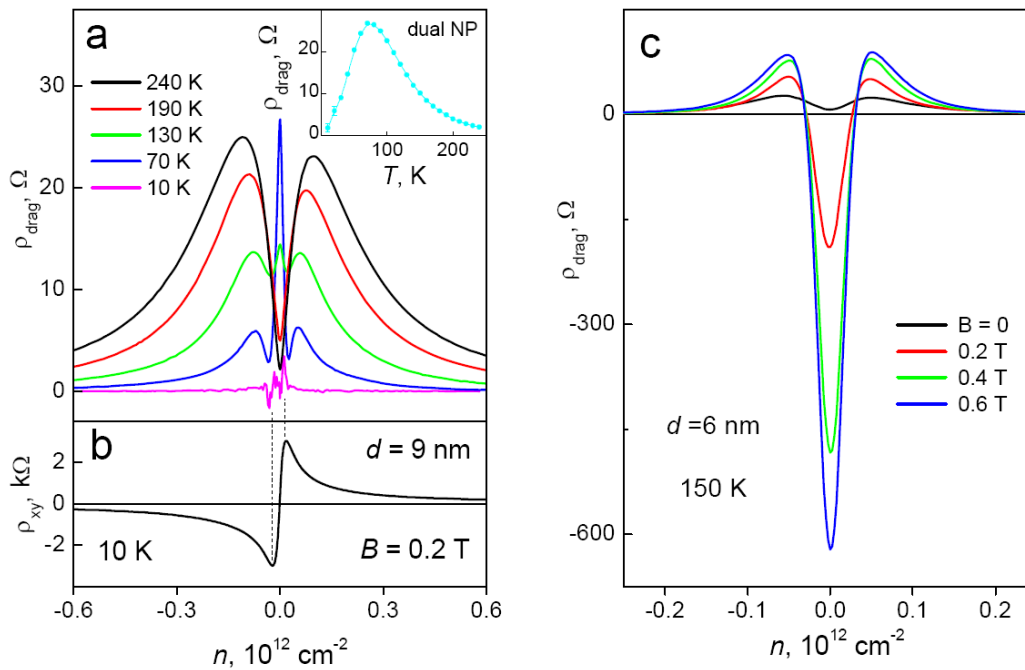 a
240 K
190 K
130 K
70 K
10 K
ρdrag, Ω
30
20
10
0
ρdrag, Ω
20
10
0
0 100 200
T, K
dual NP
b
d = 9 nm
10 K
B = 0.2 T
ρxy, kΩ
2
0
-2
-0.6 -0.3 0.0 0.3 0.6
n, 10¹² cm⁻²
c
ρdrag, Ω
0
-300
-600
B = 0
0.2 T
0.4 T
0.6 T
d =6 nm
150 K
-0.2 -0.1 0.0 0.1 0.2
n, 10¹² cm⁻²